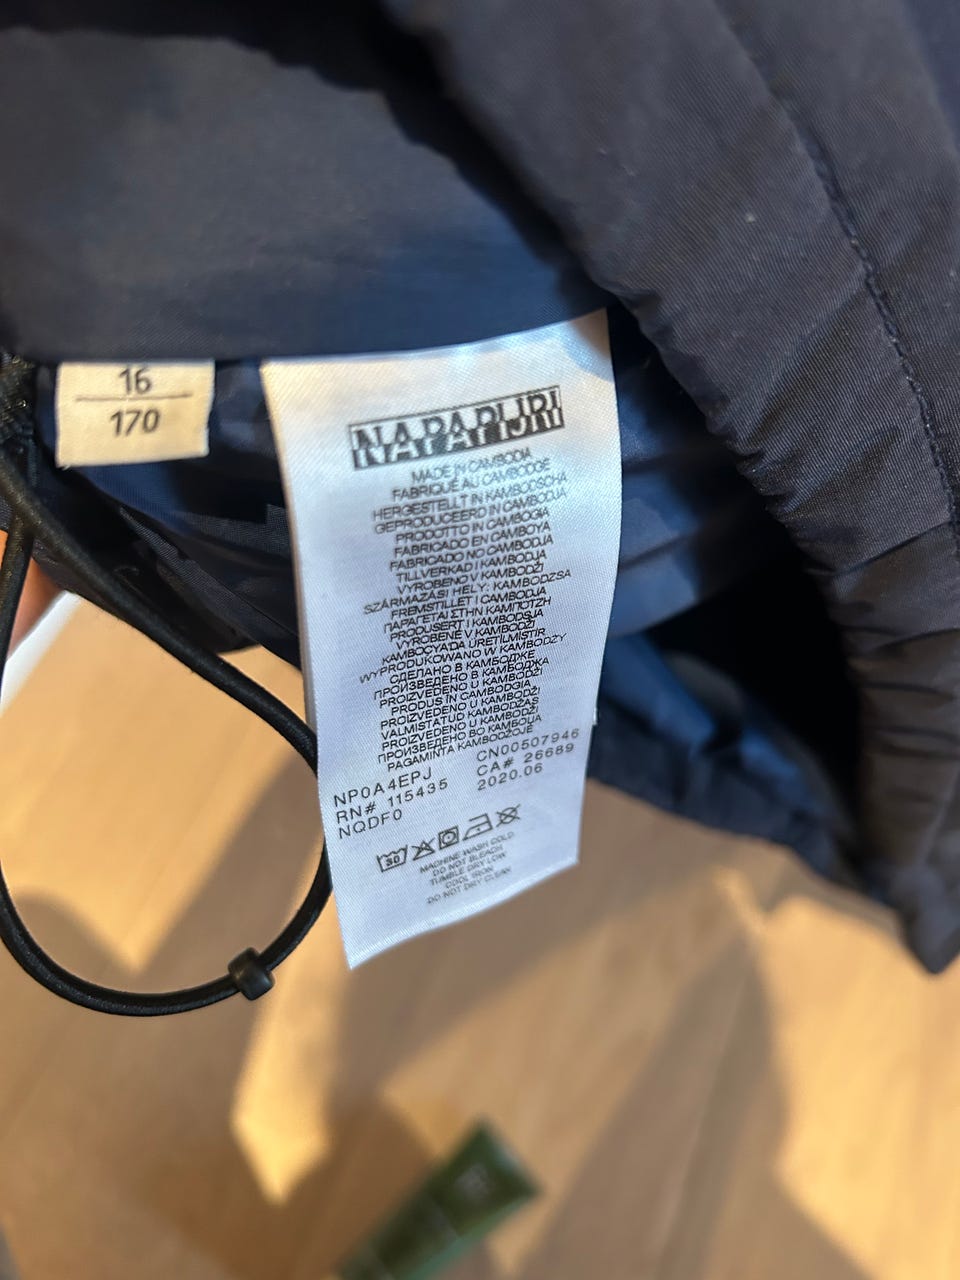 16
170
NAPAPIJRI
MADE IN CAMBODIA
FABRIQUÉ AU CAMBODGE
HERGESTELLT IN KAMBODSCHA
GEPRODUCEERD IN CAMBODJA
PRODOTTO IN CAMBOGIA
FABRICADO EN CAMBOYA
FABRICADO NO CAMBODJA
TILLVERKAD I KAMBODJA
VYROBENO V KAMBODŽI
SZÁRMAZÁSI HELY: KAMBODZSA
FREMSTILLET I CAMBODJA
ΠΑΡΑΓΕΤΑΙ ΣΤΗΝ ΚΑΜΠΟΤΖΗ
PRODUSERT I KAMBODSJA
VYROBENÉ V KAMBODŽI
KAMBOÇYA'DA ÜRETİLMİŞTİR
WYPRODUKOWANO W KAMBODŻY
СДЕЛАНО В КАМБОДЖЕ
ПРОИЗВЕДЕНО В КАМБОДЖА
PROIZVEDENO U KAMBODŽI
PRODUS ÎN CAMBODGIA
PROIZVEDENO U KAMBODŽI
VALMISTATUD KAMBODŽAS
PROIZVEDENO U KAMBODŽI
ПРОИЗВЕДЕНО ВО КАМБОЏА
PAGAMINTA KAMBODŽOJE
NP0A4EPJ CN00507946
RN# 115435 CA# 26689
NQDF0 2020.06
30
MACHINE WASH COLD
DO NOT BLEACH
TUMBLE DRY LOW
COOL IRON
DO NOT DRY CLEAN